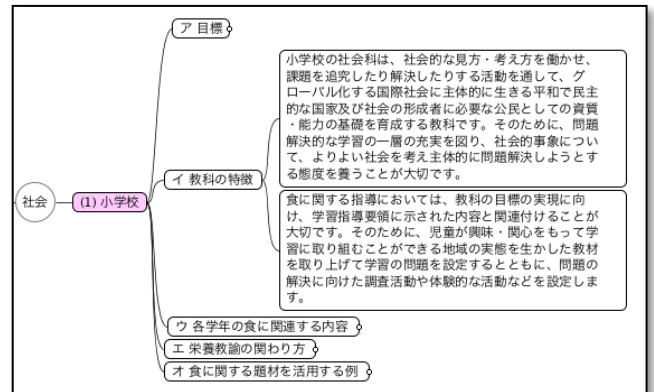 ア 目標
小学校の社会科は、社会的な見方・考え方を働かせ、
課題を追究したり解決したりする活動を通して、グ
ローバル化する国際社会に主体的に生きる平和で民主
的な国家及び社会の形成者に必要な公民としての資質
・能力の基礎を育成する教科です。そのために、問題
解決的な学習の一層の充実を図り、社会的事象につい
て、よりよい社会を考え主体的に問題解決しようとす
る態度を養うことが大切です。
イ 教科の特徴
社会
(1) 小学校
食に関する指導においては、教科の目標の実現に向
け、学習指導要領に示された内容と関連付けることが
大切です。そのために、児童が興味・関心をもって学
習に取り組むことができる地域の実態を生かした教材
を取り上げて学習の問題を設定するとともに、問題の
解決に向けた調査活動や体験的な活動などを設定しま
す。
ウ 各学年の食に関連する内容
エ 栄養教諭の関わり方
オ 食に関する題材を活用する例